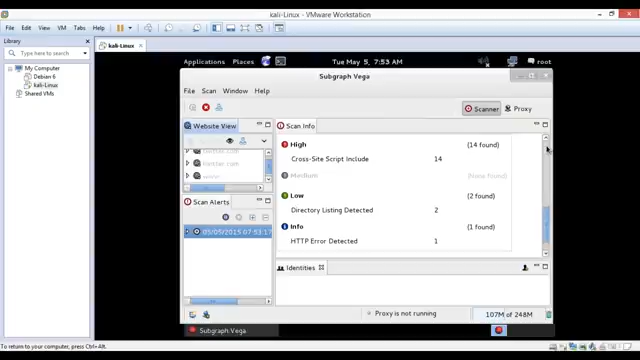 kali-Linux - VMware Workstation
File Edit View VM Tabs Help
Library
Type here to search
My Computer
Debian 6
kali-Linux
Shared VMs
kali-Linux
Applications Places Tue May 5, 7:53 AM root
Subgraph Vega
File Scan Window Help
Scanner Proxy
Website View
Scan Info
High (14 found)
Cross-Site Script Include 14
Medium (None found)
Low (2 found)
Directory Listing Detected 2
Info (1 found)
HTTP Error Detected 1
Scan Alerts
05/05/2015 07:53:17
Identities
Proxy is not running 107M of 248M
Subgraph Vega
To return to your computer, press Ctrl+Alt.